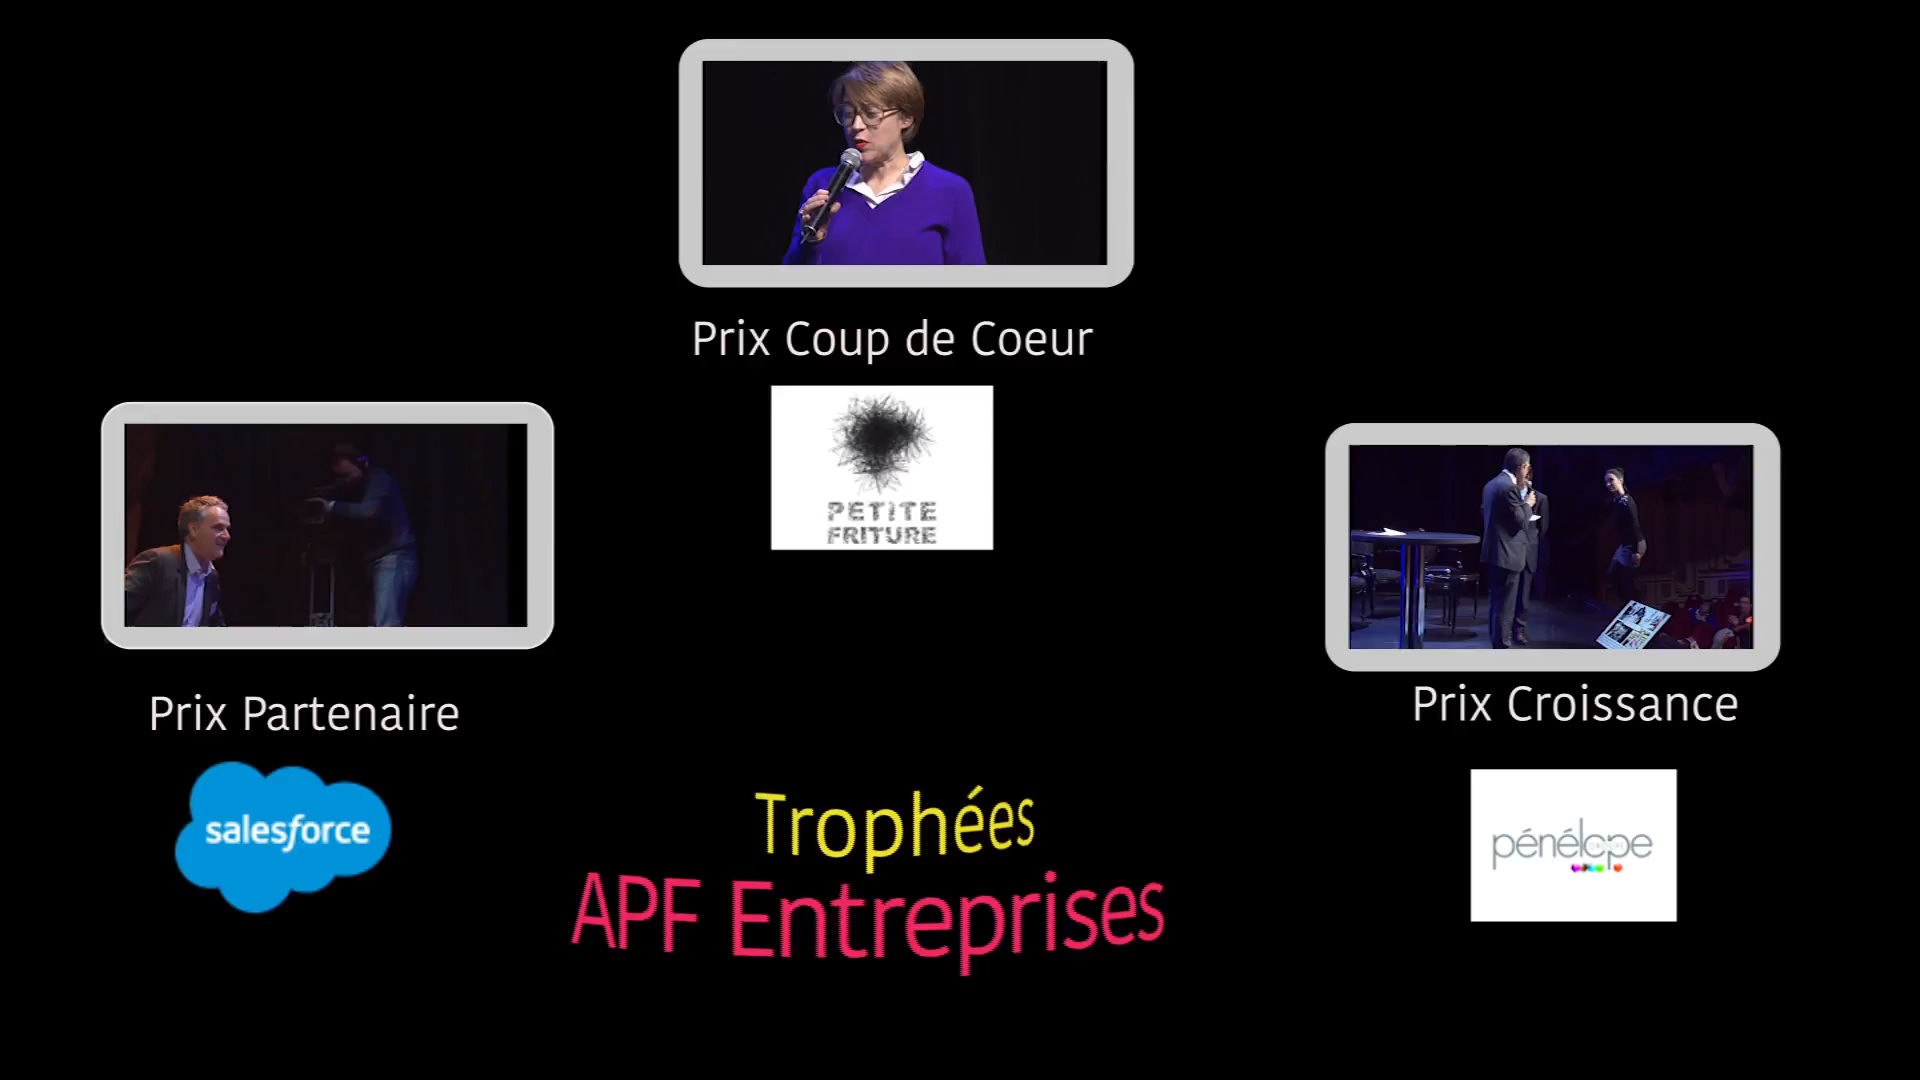 Prix Coup de Coeur
PETITE
FRITURE
Prix Partenaire
salesforce
Prix Croissance
pénélope
Trophées
APF Entreprises